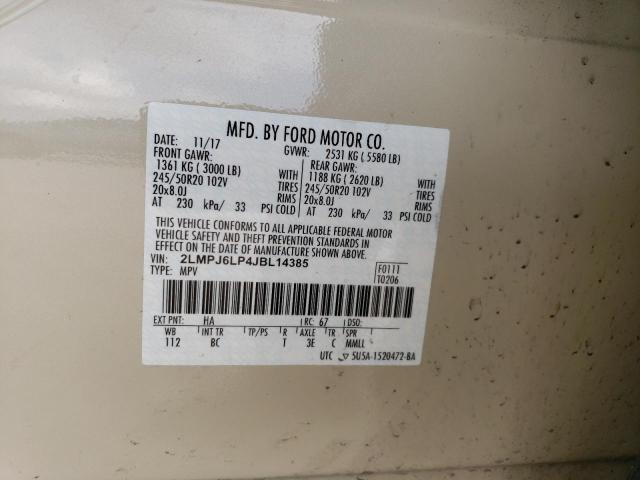 MFD. BY FORD MOTOR CO.
DATE: 11/17 GVWR: 2531 KG ( 5580 LB)
FRONT GAWR: REAR GAWR:
1361 KG ( 3000 LB) WITH 1188 KG ( 2620 LB) WITH
245/50R20 102V TIRES 245/50R20 102V TIRES
20x8.0J RIMS 20x8.0J RIMS
AT 230 kPa/ 33 PSI COLD AT 230 kPa/ 33 PSI COLD
THIS VEHICLE CONFORMS TO ALL APPLICABLE FEDERAL MOTOR
VEHICLE SAFETY AND THEFT PREVENTION STANDARDS IN
EFFECT ON THE DATE OF MANUFACTURE SHOWN ABOVE.
VIN: 2LMPJ6LP4JBL14385 F0111
TYPE: MPV T0206
EXT PNT: HA RC: 67 DSO:
WB INT TR TP/PS R AXLE TR SPR
112 BC T 3E C MMLL
UTC 5U5A-1520472-BA